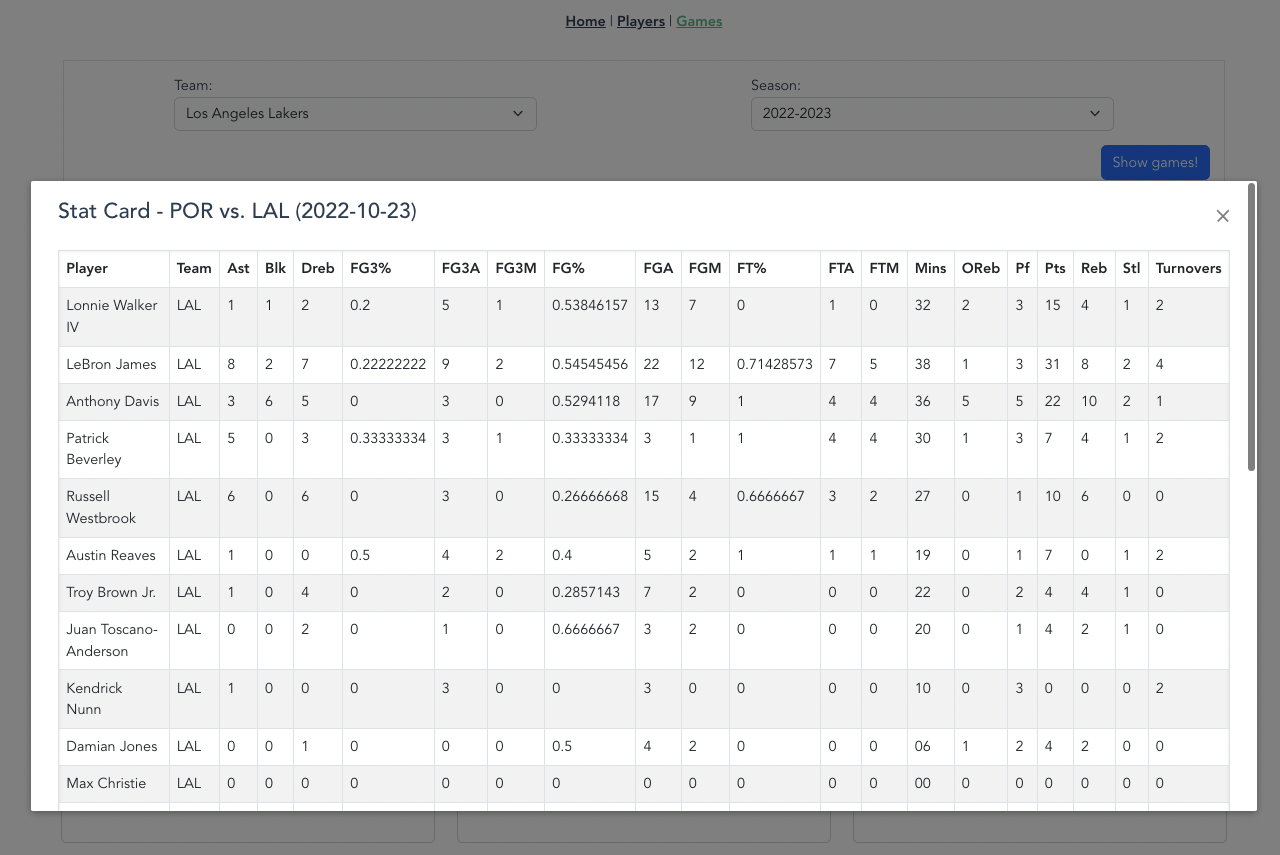 Home | Players | Games
Team: Season:
Los Angeles Lakers 2022-2023
Show games!
Stat Card - POR vs. LAL (2022-10-23)
×
Player Team Ast Blk Dreb FG3% FG3A FG3M FG% FGA FGM FT% FTA FTM Mins OReb Pf Pts Reb Stl Turnovers
Lonnie Walker IV LAL 1 1 2 0.2 5 1 0.53846157 13 7 0 1 0 32 2 3 15 4 1 2
LeBron James LAL 8 2 7 0.22222222 9 2 0.54545456 22 12 0.71428573 7 5 38 1 3 31 8 2 4
Anthony Davis LAL 3 6 5 0 3 0 0.5294118 17 9 1 4 4 36 5 5 22 10 2 1
Patrick Beverley LAL 5 0 3 0.33333334 3 1 0.33333334 3 1 1 4 4 30 1 3 7 4 1 2
Russell Westbrook LAL 6 0 6 0 3 0 0.26666668 15 4 0.6666667 3 2 27 0 1 10 6 0 0
Austin Reaves LAL 1 0 0 0.5 4 2 0.4 5 2 1 1 1 19 0 1 7 0 1 2
Troy Brown Jr. LAL 1 0 4 0 2 0 0.2857143 7 2 0 0 0 22 0 2 4 4 1 0
Juan Toscano-Anderson LAL 0 0 2 0 1 0 0.6666667 3 2 0 0 0 20 0 1 4 2 1 0
Kendrick Nunn LAL 1 0 0 0 3 0 0 3 0 0 0 0 10 0 3 0 0 0 2
Damian Jones LAL 0 0 1 0 0 0 0.5 4 2 0 0 0 06 1 2 4 2 0 0
Max Christie LAL 0 0 0 0 0 0 0 0 0 0 0 0 00 0 0 0 0 0 0